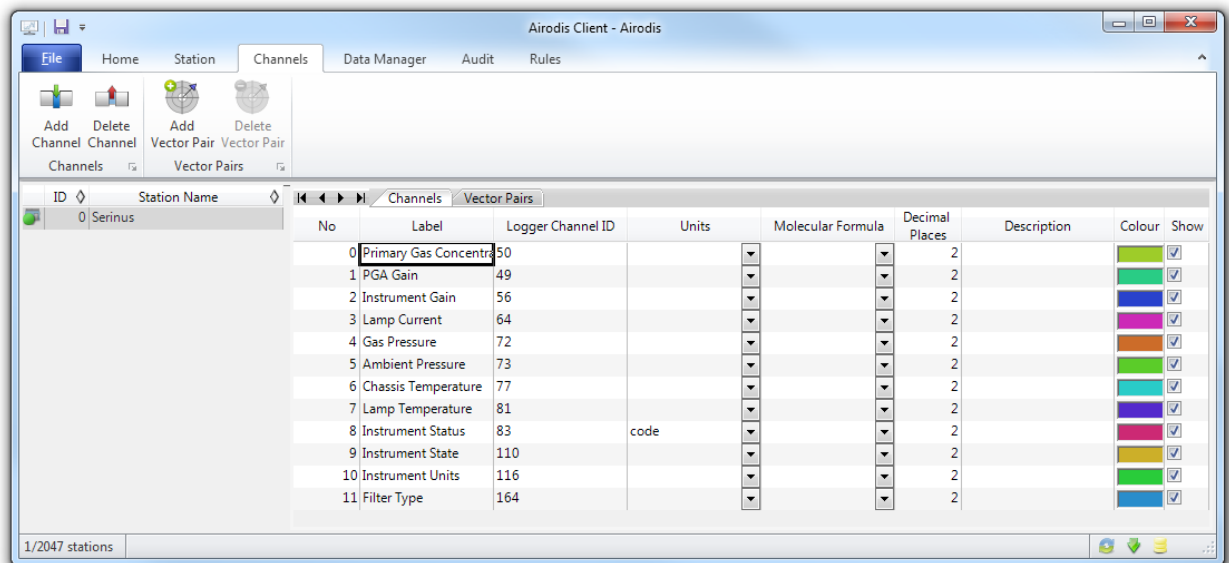 Airodis Client - Airodis
File Home Station Channels Data Manager Audit Rules
Add Channel Delete Channel Add Vector Pair Delete Vector Pair
Channels Vector Pairs
ID Station Name
0 Serinus
Channels Vector Pairs
No Label Logger Channel ID Units Molecular Formula Decimal Places Description Colour Show
0 Primary Gas Concentra 50 2
1 PGA Gain 49 2
2 Instrument Gain 56 2
3 Lamp Current 64 2
4 Gas Pressure 72 2
5 Ambient Pressure 73 2
6 Chassis Temperature 77 2
7 Lamp Temperature 81 2
8 Instrument Status 83 code 2
9 Instrument State 110 2
10 Instrument Units 116 2
11 Filter Type 164 2
1/2047 stations